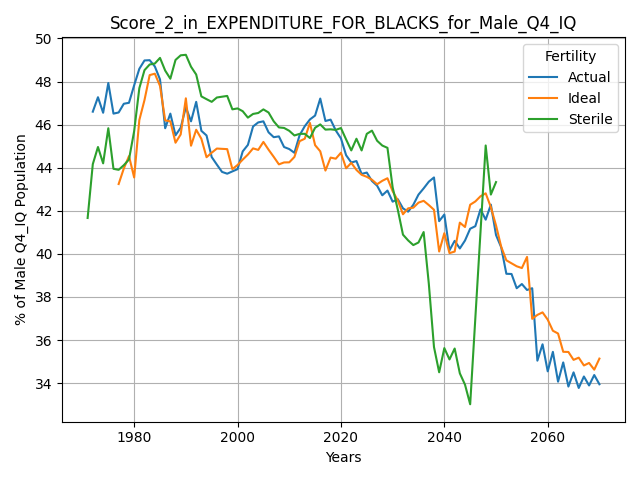 Score_2_in_EXPENDITURE_FOR_BLACKS_for_Male_Q4_IQ
% of Male Q4_IQ Population
50
48
46
44
42
40
38
36
34
Fertility
Actual
Ideal
Sterile
1980
2000
2020
2040
2060
Years